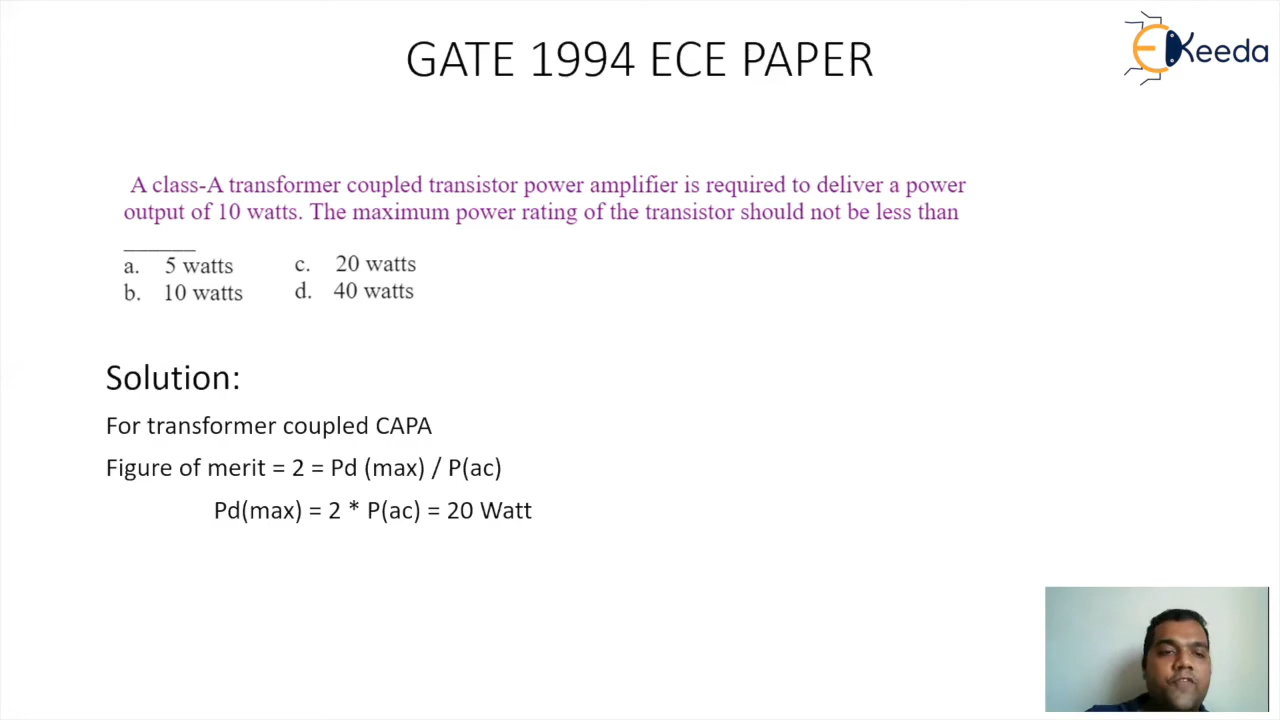 GATE 1994 ECE PAPER
EKeeda
A class-A transformer coupled transistor power amplifier is required to deliver a power
output of 10 watts. The maximum power rating of the transistor should not be less than
______
a. 5 watts c. 20 watts
b. 10 watts d. 40 watts
Solution:
For transformer coupled CAPA
Figure of merit = 2 = Pd (max) / P(ac)
Pd(max) = 2 * P(ac) = 20 Watt